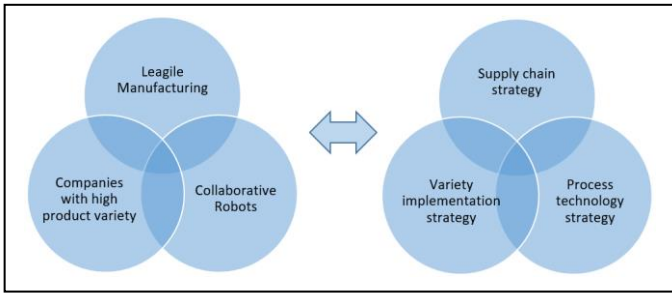 Leagile
Manufacturing
Companies
with high
product variety
Collaborative
Robots
Supply chain
strategy
Variety
implementation
strategy
Process
technology
strategy